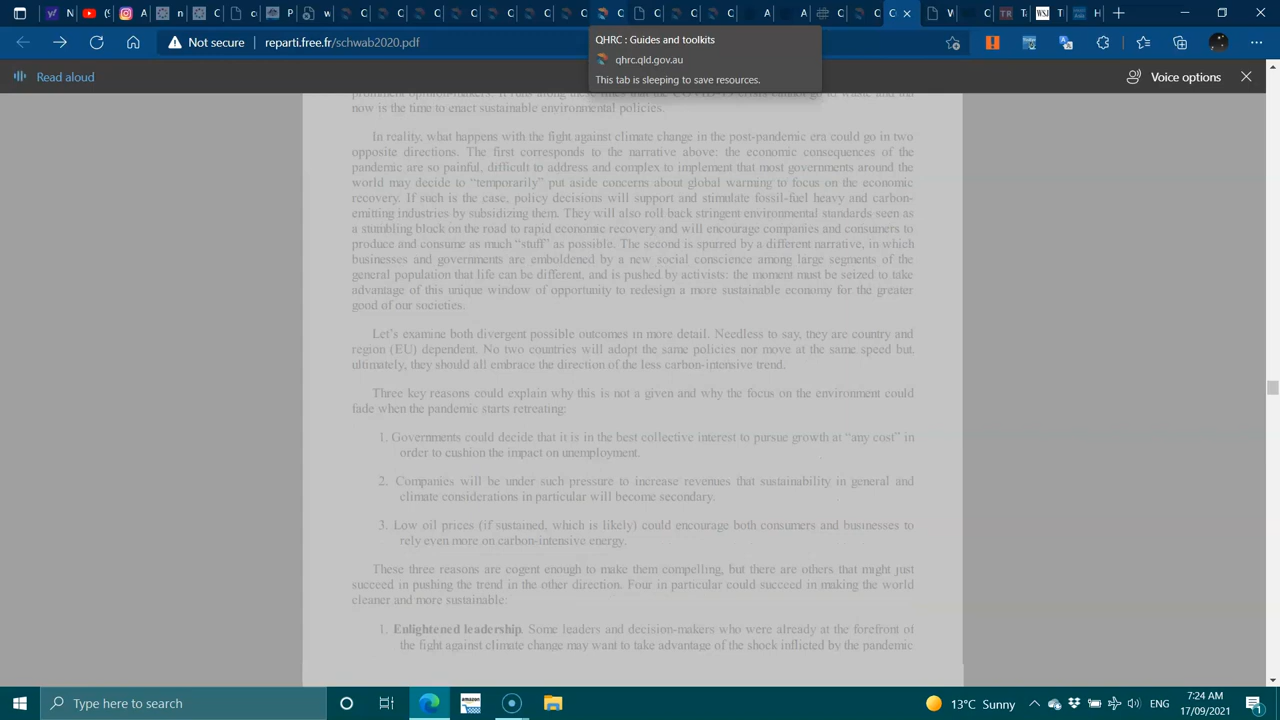 Not secure
reparti.free.fr/schwab2020.pdf
QHRC : Guides and toolkits
qhrc.qld.gov.au
This tab is sleeping to save resources.
Read aloud
Voice options
now is the time to enact sustainable environmental policies.
In reality, what happens with the fight against climate change in the post-pandemic era could go in two
opposite directions. The first corresponds to the narrative above: the economic consequences of the
pandemic are so painful, difficult to address and complex to implement that most governments around the
world may decide to “temporarily” put aside concerns about global warming to focus on the economic
recovery. If such is the case, policy decisions will support and stimulate fossil-fuel heavy and carbon-
emitting industries by subsidizing them. They will also roll back stringent environmental standards seen as
a stumbling block on the road to rapid economic recovery and will encourage companies and consumers to
produce and consume as much “stuff” as possible. The second is spurred by a different narrative, in which
businesses and governments are emboldened by a new social conscience among large segments of the
general population that life can be different, and is pushed by activists: the moment must be seized to take
advantage of this unique window of opportunity to redesign a more sustainable economy for the greater
good of our societies.
Let’s examine both divergent possible outcomes in more detail. Needless to say, they are country and
region (EU) dependent. No two countries will adopt the same policies nor move at the same speed but,
ultimately, they should all embrace the direction of the less carbon-intensive trend.
Three key reasons could explain why this is not a given and why the focus on the environment could
fade when the pandemic starts retreating:
1. Governments could decide that it is in the best collective interest to pursue growth at “any cost” in
order to cushion the impact on unemployment.
2. Companies will be under such pressure to increase revenues that sustainability in general and
climate considerations in particular will become secondary.
3. Low oil prices (if sustained, which is likely) could encourage both consumers and businesses to
rely even more on carbon-intensive energy.
These three reasons are cogent enough to make them compelling, but there are others that might just
succeed in pushing the trend in the other direction. Four in particular could succeed in making the world
cleaner and more sustainable:
1. Enlightened leadership. Some leaders and decision-makers who were already at the forefront of
the fight against climate change may want to take advantage of the shock inflicted by the pandemic
Type here to search
amazon
13°C Sunny
ENG
7:24 AM
17/09/2021